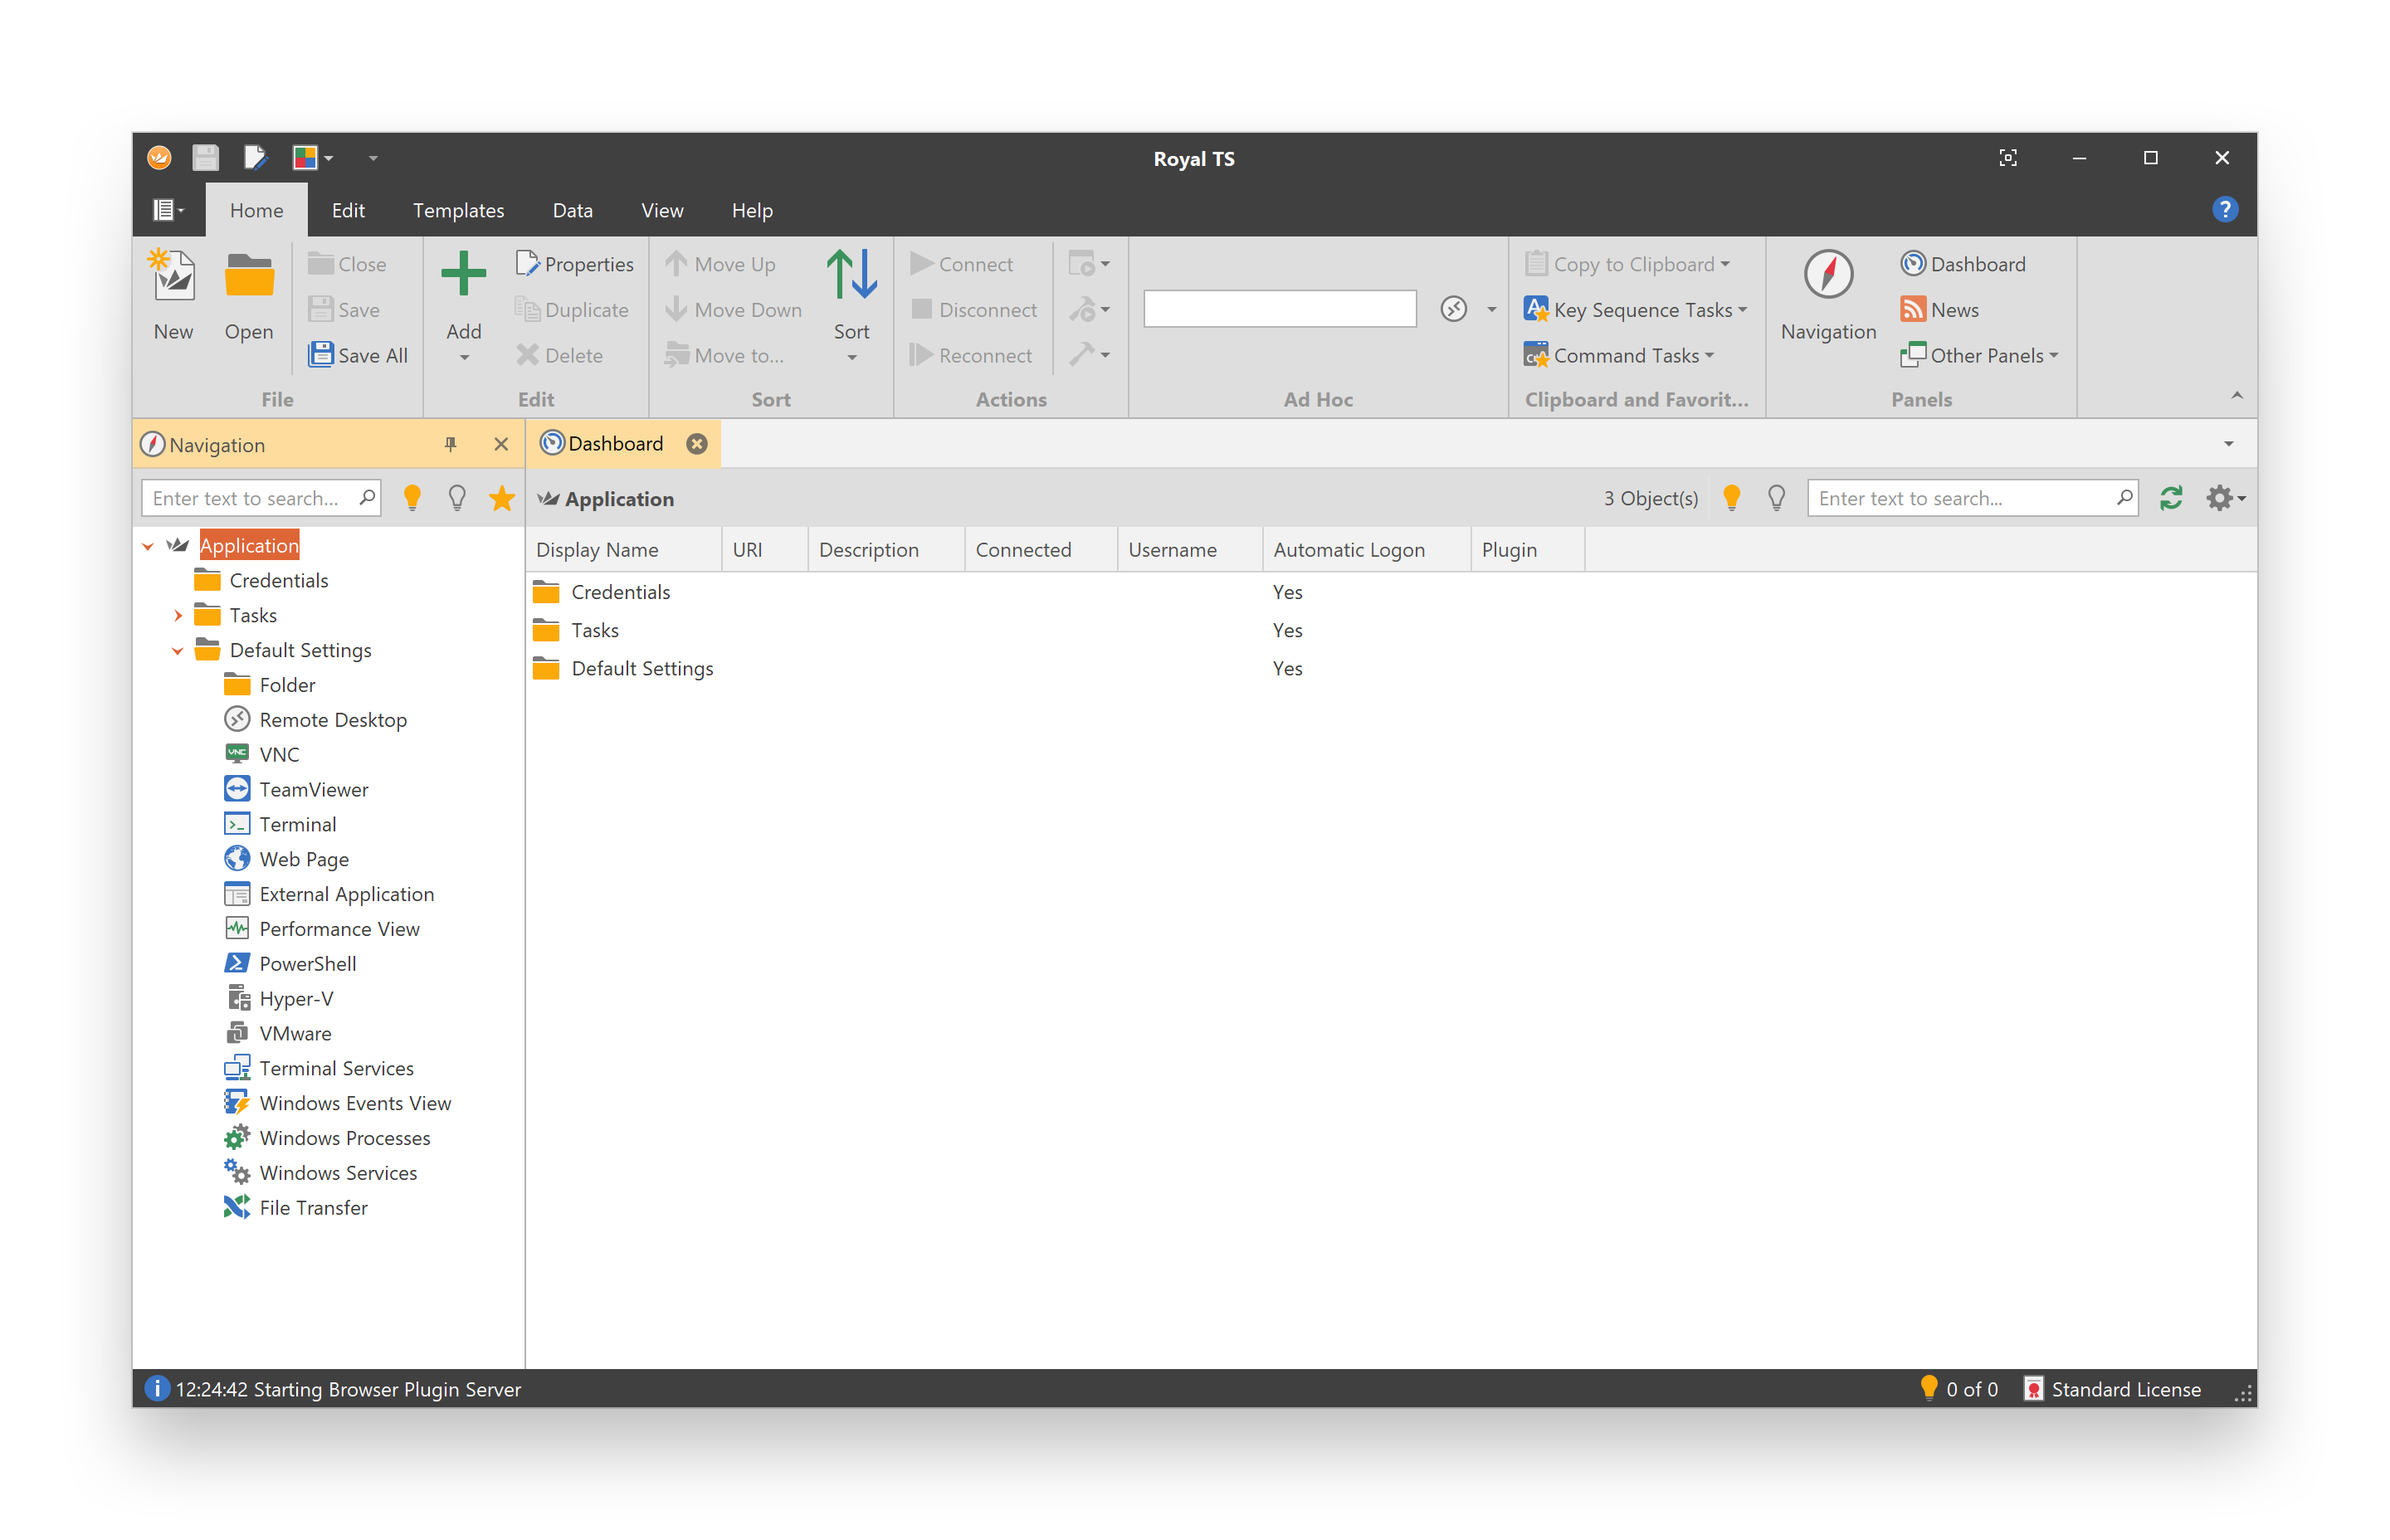 Royal TS
Home Edit Templates Data View Help
New Open Close Save Save All
File
Add Properties Duplicate Delete
Edit
Move Up Move Down Move to... Sort
Sort
Connect Disconnect Reconnect
Actions
Ad Hoc
Copy to Clipboard
Key Sequence Tasks
Command Tasks
Clipboard and Favorit...
Navigation Dashboard News Other Panels
Panels
Navigation
Dashboard
Enter text to search...
Application 3 Object(s) Enter text to search...
Application
Credentials
Tasks
Default Settings
Folder
Remote Desktop
VNC
TeamViewer
Terminal
Web Page
External Application
Performance View
PowerShell
Hyper-V
VMware
Terminal Services
Windows Events View
Windows Processes
Windows Services
File Transfer
Display Name URI Description Connected Username Automatic Logon Plugin
Credentials Yes
Tasks Yes
Default Settings Yes
12:24:42 Starting Browser Plugin Server 0 of 0 Standard License